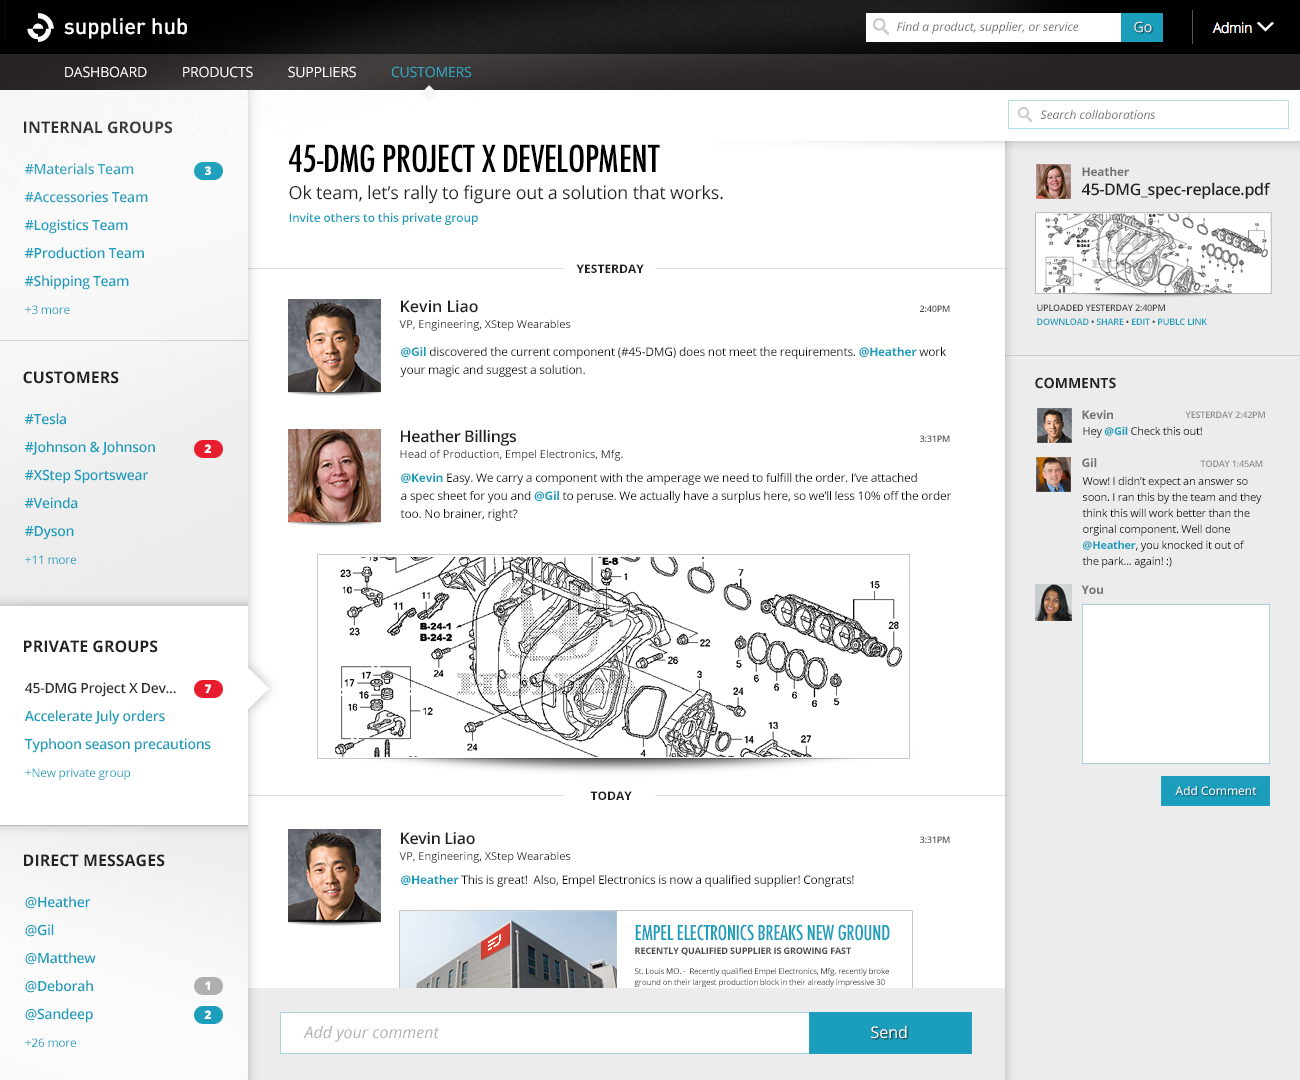 supplier hub
Find a product, supplier, or service
Go
Admin
DASHBOARD
PRODUCTS
SUPPLIERS
CUSTOMERS
Search collaborations
INTERNAL GROUPS
#Materials Team 3
#Accessories Team
#Logistics Team
#Production Team
#Shipping Team
+3 more
CUSTOMERS
#Tesla
#Johnson & Johnson 2
#XStep Sportswear
#Veinda
#Dyson
+11 more
PRIVATE GROUPS
45-DMG Project X Dev... 7
Accelerate July orders
Typhoon season precautions
+New private group
DIRECT MESSAGES
@Heather
@Gil
@Matthew
@Deborah 1
@Sandeep 2
+26 more
45-DMG PROJECT X DEVELOPMENT
Ok team, let's rally to figure out a solution that works.
Invite others to this private group
YESTERDAY
Kevin Liao 2:40PM
VP, Engineering, XStep Wearables
@Gil discovered the current component (#45-DMG) does not meet the requirements. @Heather work
your magic and suggest a solution.
Heather Billings 3:31PM
Head of Production, Empel Electronics, Mfg.
@Kevin Easy. We carry a component with the amperage we need to fulfill the order. I've attached
a spec sheet for you and @Gil to peruse. We actually have a surplus here, so we'll less 10% off the order
too. No brainer, right?
E-8
23
1
7
15
10
11
11
23
B-24-1
B-24-2
28
22
24
26
5
6
6
6
6
5
17
17
16
16
12
3
24
24
4
14
13
27
TODAY
Kevin Liao 3:31PM
VP, Engineering, XStep Wearables
@Heather This is great! Also, Empel Electronics is now a qualified supplier! Congrats!
EMPEL ELECTRONICS BREAKS NEW GROUND
RECENTLY QUALIFIED SUPPLIER IS GROWING FAST
St. Louis MO. - Recently qualified Empel Electronics, Mfg. recently broke
ground on their largest production block in their already impressive 30
Add your comment
Send
Heather
45-DMG_spec-replace.pdf
UPLOADED YESTERDAY 2:40PM
DOWNLOAD • SHARE • EDIT • PUBLC LINK
COMMENTS
Kevin YESTERDAY 2:42PM
Hey @Gil Check this out!
Gil TODAY 1:45AM
Wow! I didn't expect an answer so
soon. I ran this by the team and they
think this will work better than the
orginal component. Well done
@Heather, you knocked it out of
the park... again! :)
You
Add Comment